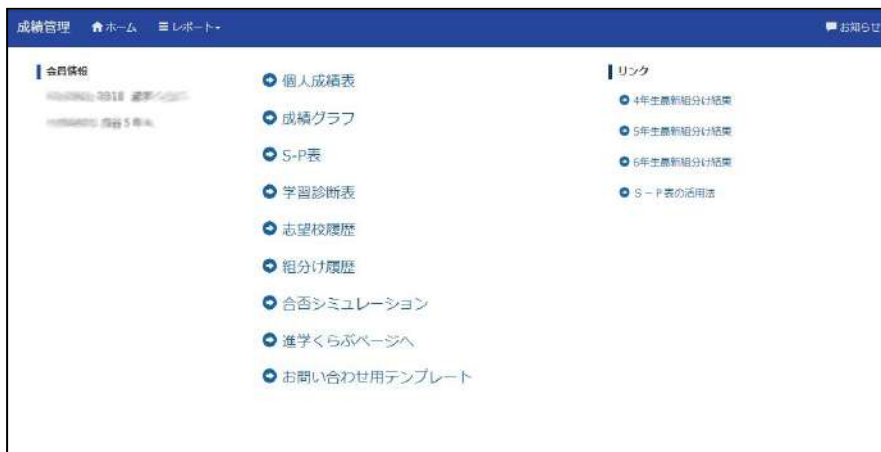 成績管理 ホーム レポート お知らせ
会員情報
個人成績表
成績グラフ
S-P表
学習診断表
志望校履歴
組分け履歴
合否シミュレーション
進学くらぶページへ
お問い合わせ用テンプレート
リンク
4年生最新組分け結果
5年生最新組分け結果
6年生最新組分け結果
S-P表の活用法